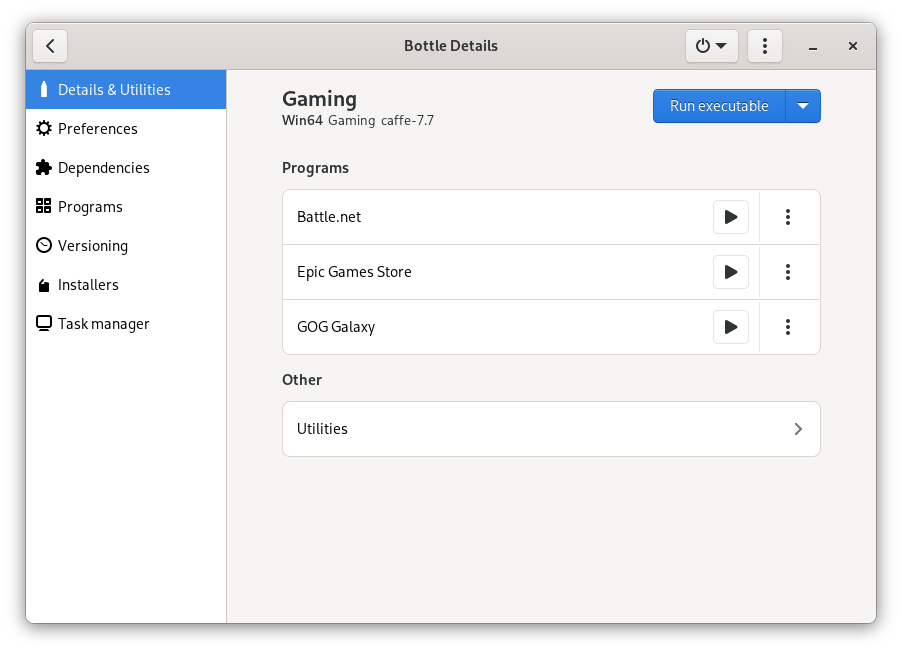 Bottle Details
Details & Utilities
Preferences
Dependencies
Programs
Versioning
Installers
Task manager
Gaming
Win64 Gaming caffe-7.7
Run executable
Programs
Battle.net
Epic Games Store
GOG Galaxy
Other
Utilities